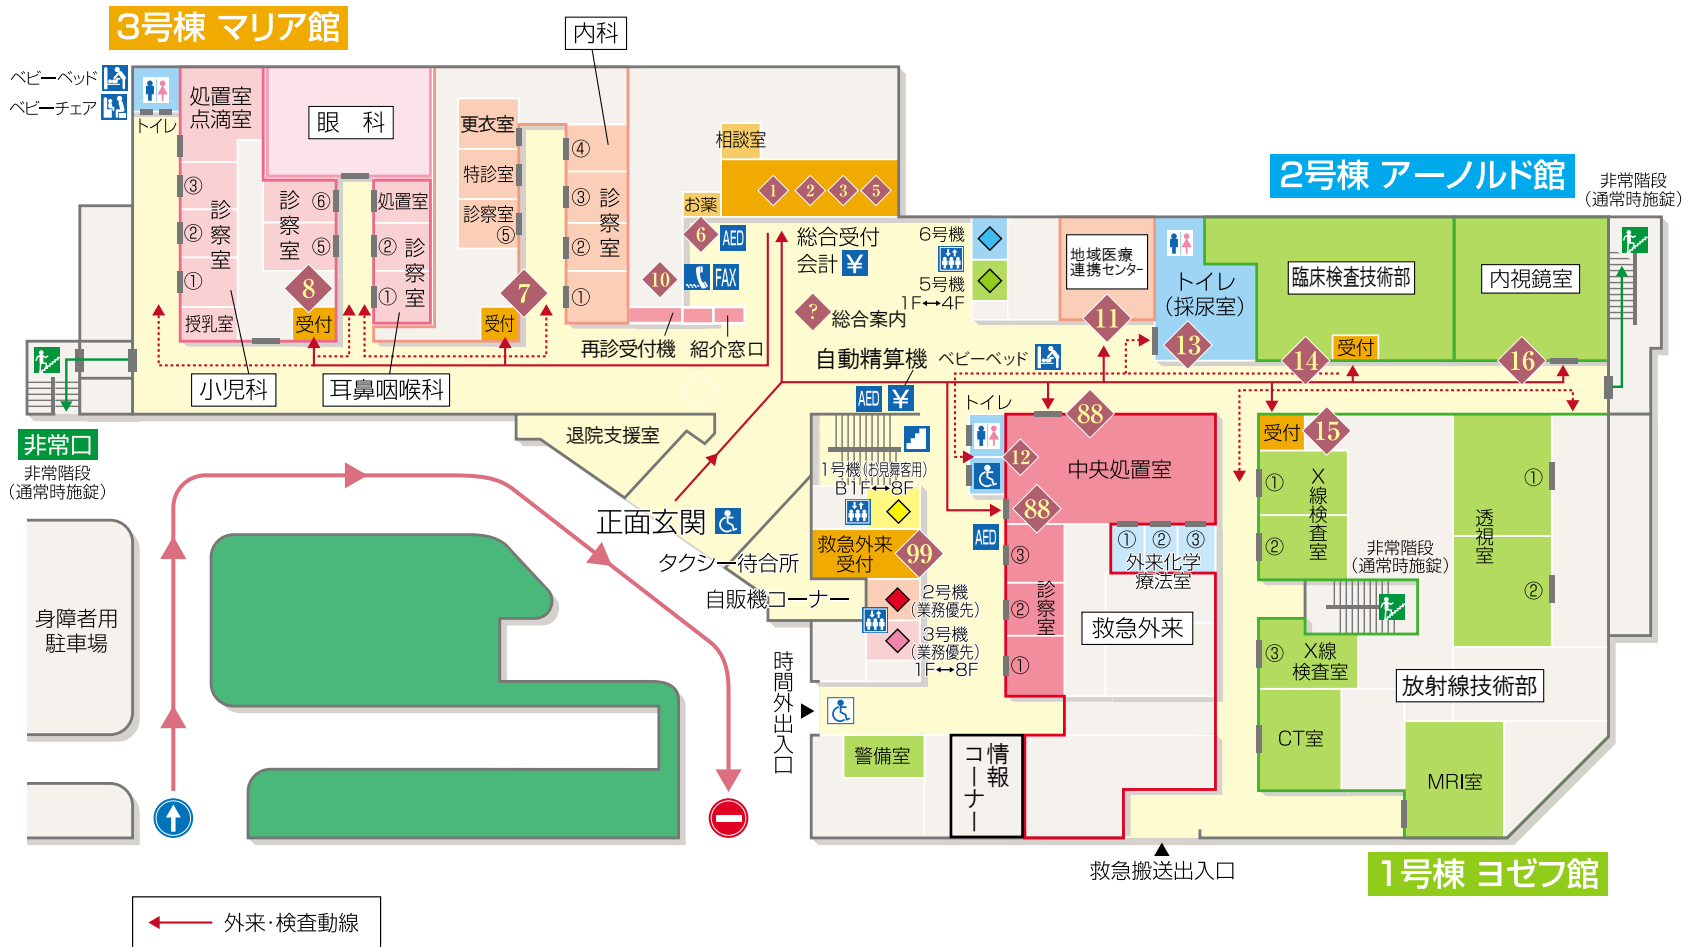 3号棟 マリア館
内科
ベビーベッド
ベビーチェア
トイレ
処置室
点滴室
眼 科
更衣室
特診室
診察室
⑤
④
③
②
①
診察室
相談室
お薬
1
2
3
5
6
AED
10
FAX
総合受付
会計
¥
?
総合案内
再診受付機
紹介窓口
自動精算機
③
②
①
診察室
授乳室
診察室
⑥
⑤
8
受付
処置室
②
①
診察室
7
受付
小児科
耳鼻咽喉科
非常口
非常階段
(通常時施錠)
2号棟 アーノルド館
非常階段
(通常時施錠)
6号機
5号機
1F↔4F
地域医療
連携センター
11
トイレ
(採尿室)
13
臨床検査技術部
内視鏡室
14
受付
16
ベビーベッド
AED
¥
トイレ
88
12
中央処置室
88
AED
受付
15
退院支援室
正面玄関
タクシー待合所
自販機コーナー
1号機(お見舞客用)
B1F↔8F
救急外来
受付
99
2号機
(業務優先)
3号機
(業務優先)
1F↔8F
③
②
①
診察室
①
②
③
外来化学
療法室
救急外来
①
②
X線検査室
①
②
透視室
非常階段
(通常時施錠)
③
X線
検査室
放射線技術部
CT室
MRI室
身障者用
駐車場
時間外出入口
警備室
情報
コーナー
救急搬送出入口
1号棟 ヨゼフ館
外来・検査動線